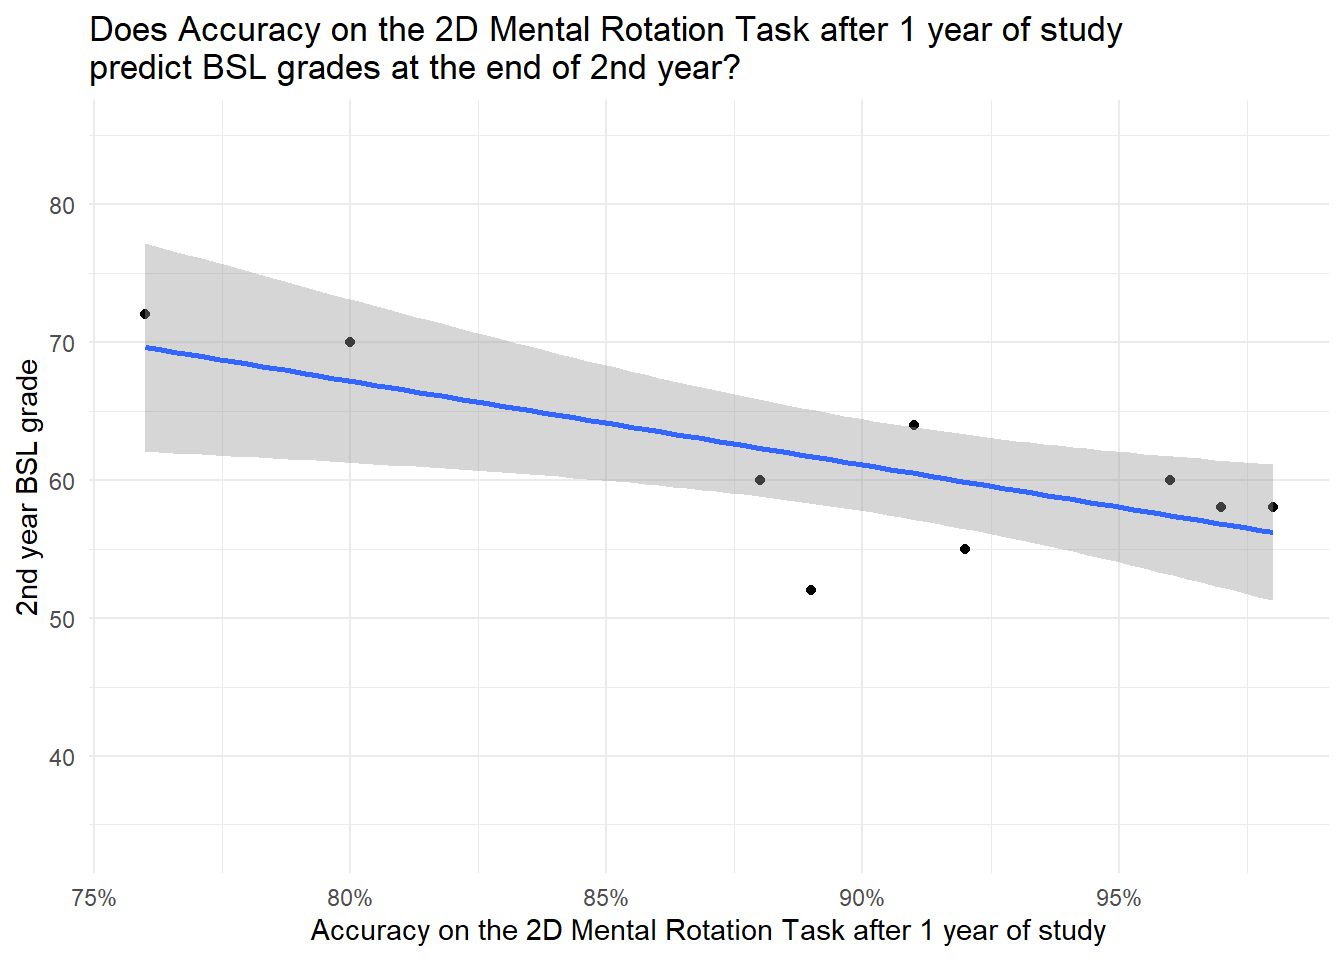 Does Accuracy on the 2D Mental Rotation Task after 1 year of study
predict BSL grades at the end of 2nd year?
80
70
60
50
40
2nd year BSL grade
75% 80% 85% 90% 95%
Accuracy on the 2D Mental Rotation Task after 1 year of study